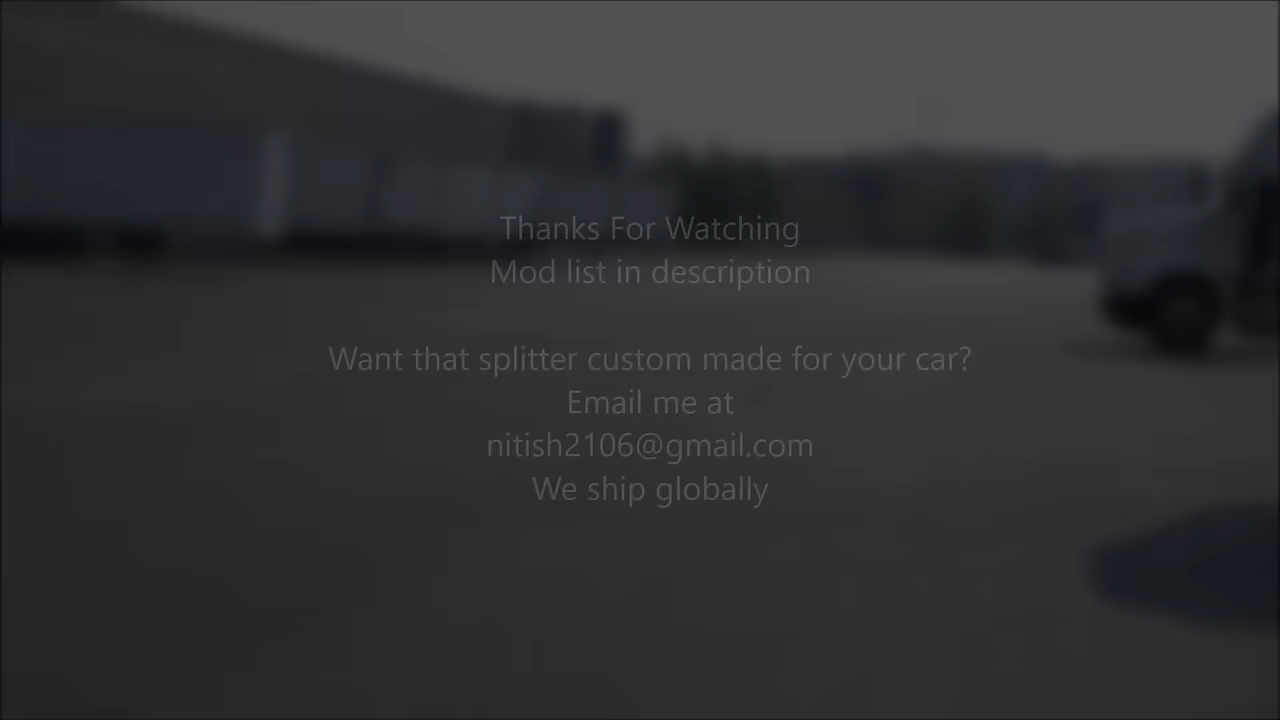 Thanks For Watching
Mod list in description
Want that splitter custom made for your car?
Email me at
nitish2106@gmail.com
We ship globally